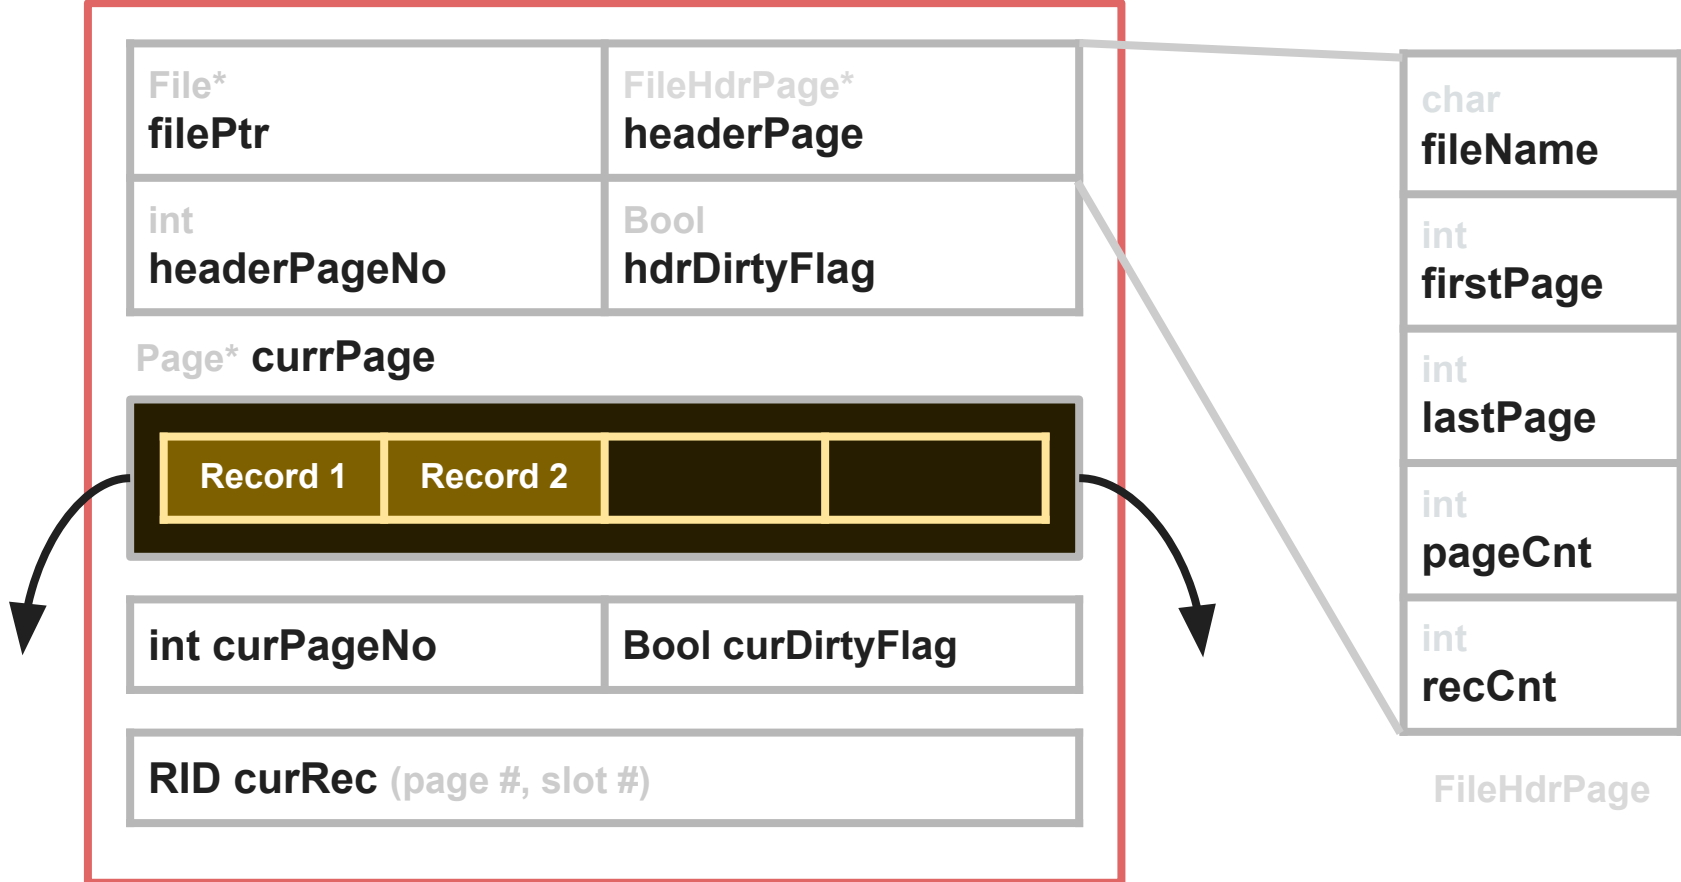 File*
filePtr
FileHdrPage*
headerPage
int
headerPageNo
Bool
hdrDirtyFlag
Page* currPage
Record 1
Record 2
int curPageNo
Bool curDirtyFlag
RID curRec (page #, slot #)
char
fileName
int
firstPage
int
lastPage
int
pageCnt
int
recCnt
FileHdrPage